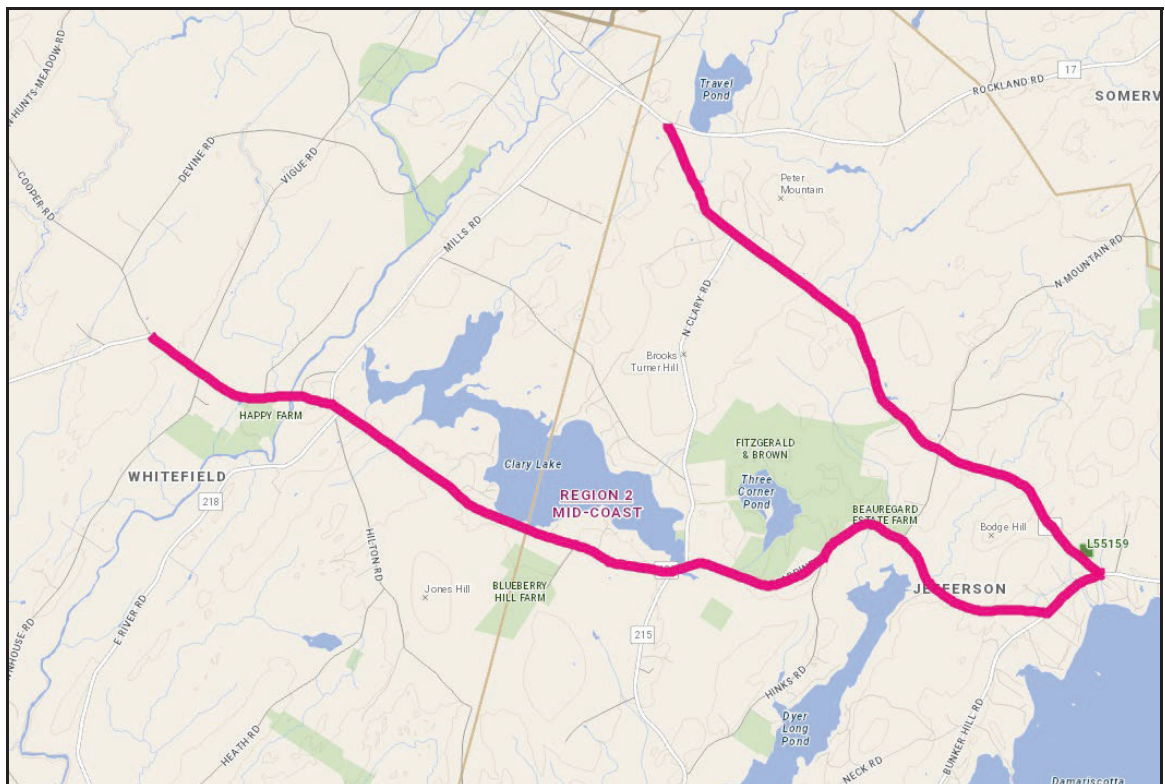 Travel
Pond
17
ROCKLAND RD
SOMERV
N HUNTS-MEADOW-RD
DEVINE-RD
VIGUE-RD
COOPER-RD
MILLS-RD
Peter
Mountain
N-MOUNTAIN-RD
N-CLARY-RD
Brooks
Turner Hill
HAPPY FARM
WHITEFIELD
218
Clary Lake
REGION 2
MID-COAST
FITZGERALD
& BROWN
Three
Corner
Pond
BEAUREGARD
ESTATE FARM
Bodge Hill
L55159
HILTON-RD
Jones Hill
BLUEBERRY
HILL FARM
JEFFERSON
E RIVER-RD
215
HINKS-RD
Dyer
Long
Pond
HEATH-RD
NECK RD
BUNKER HILL RD
Damariscotta